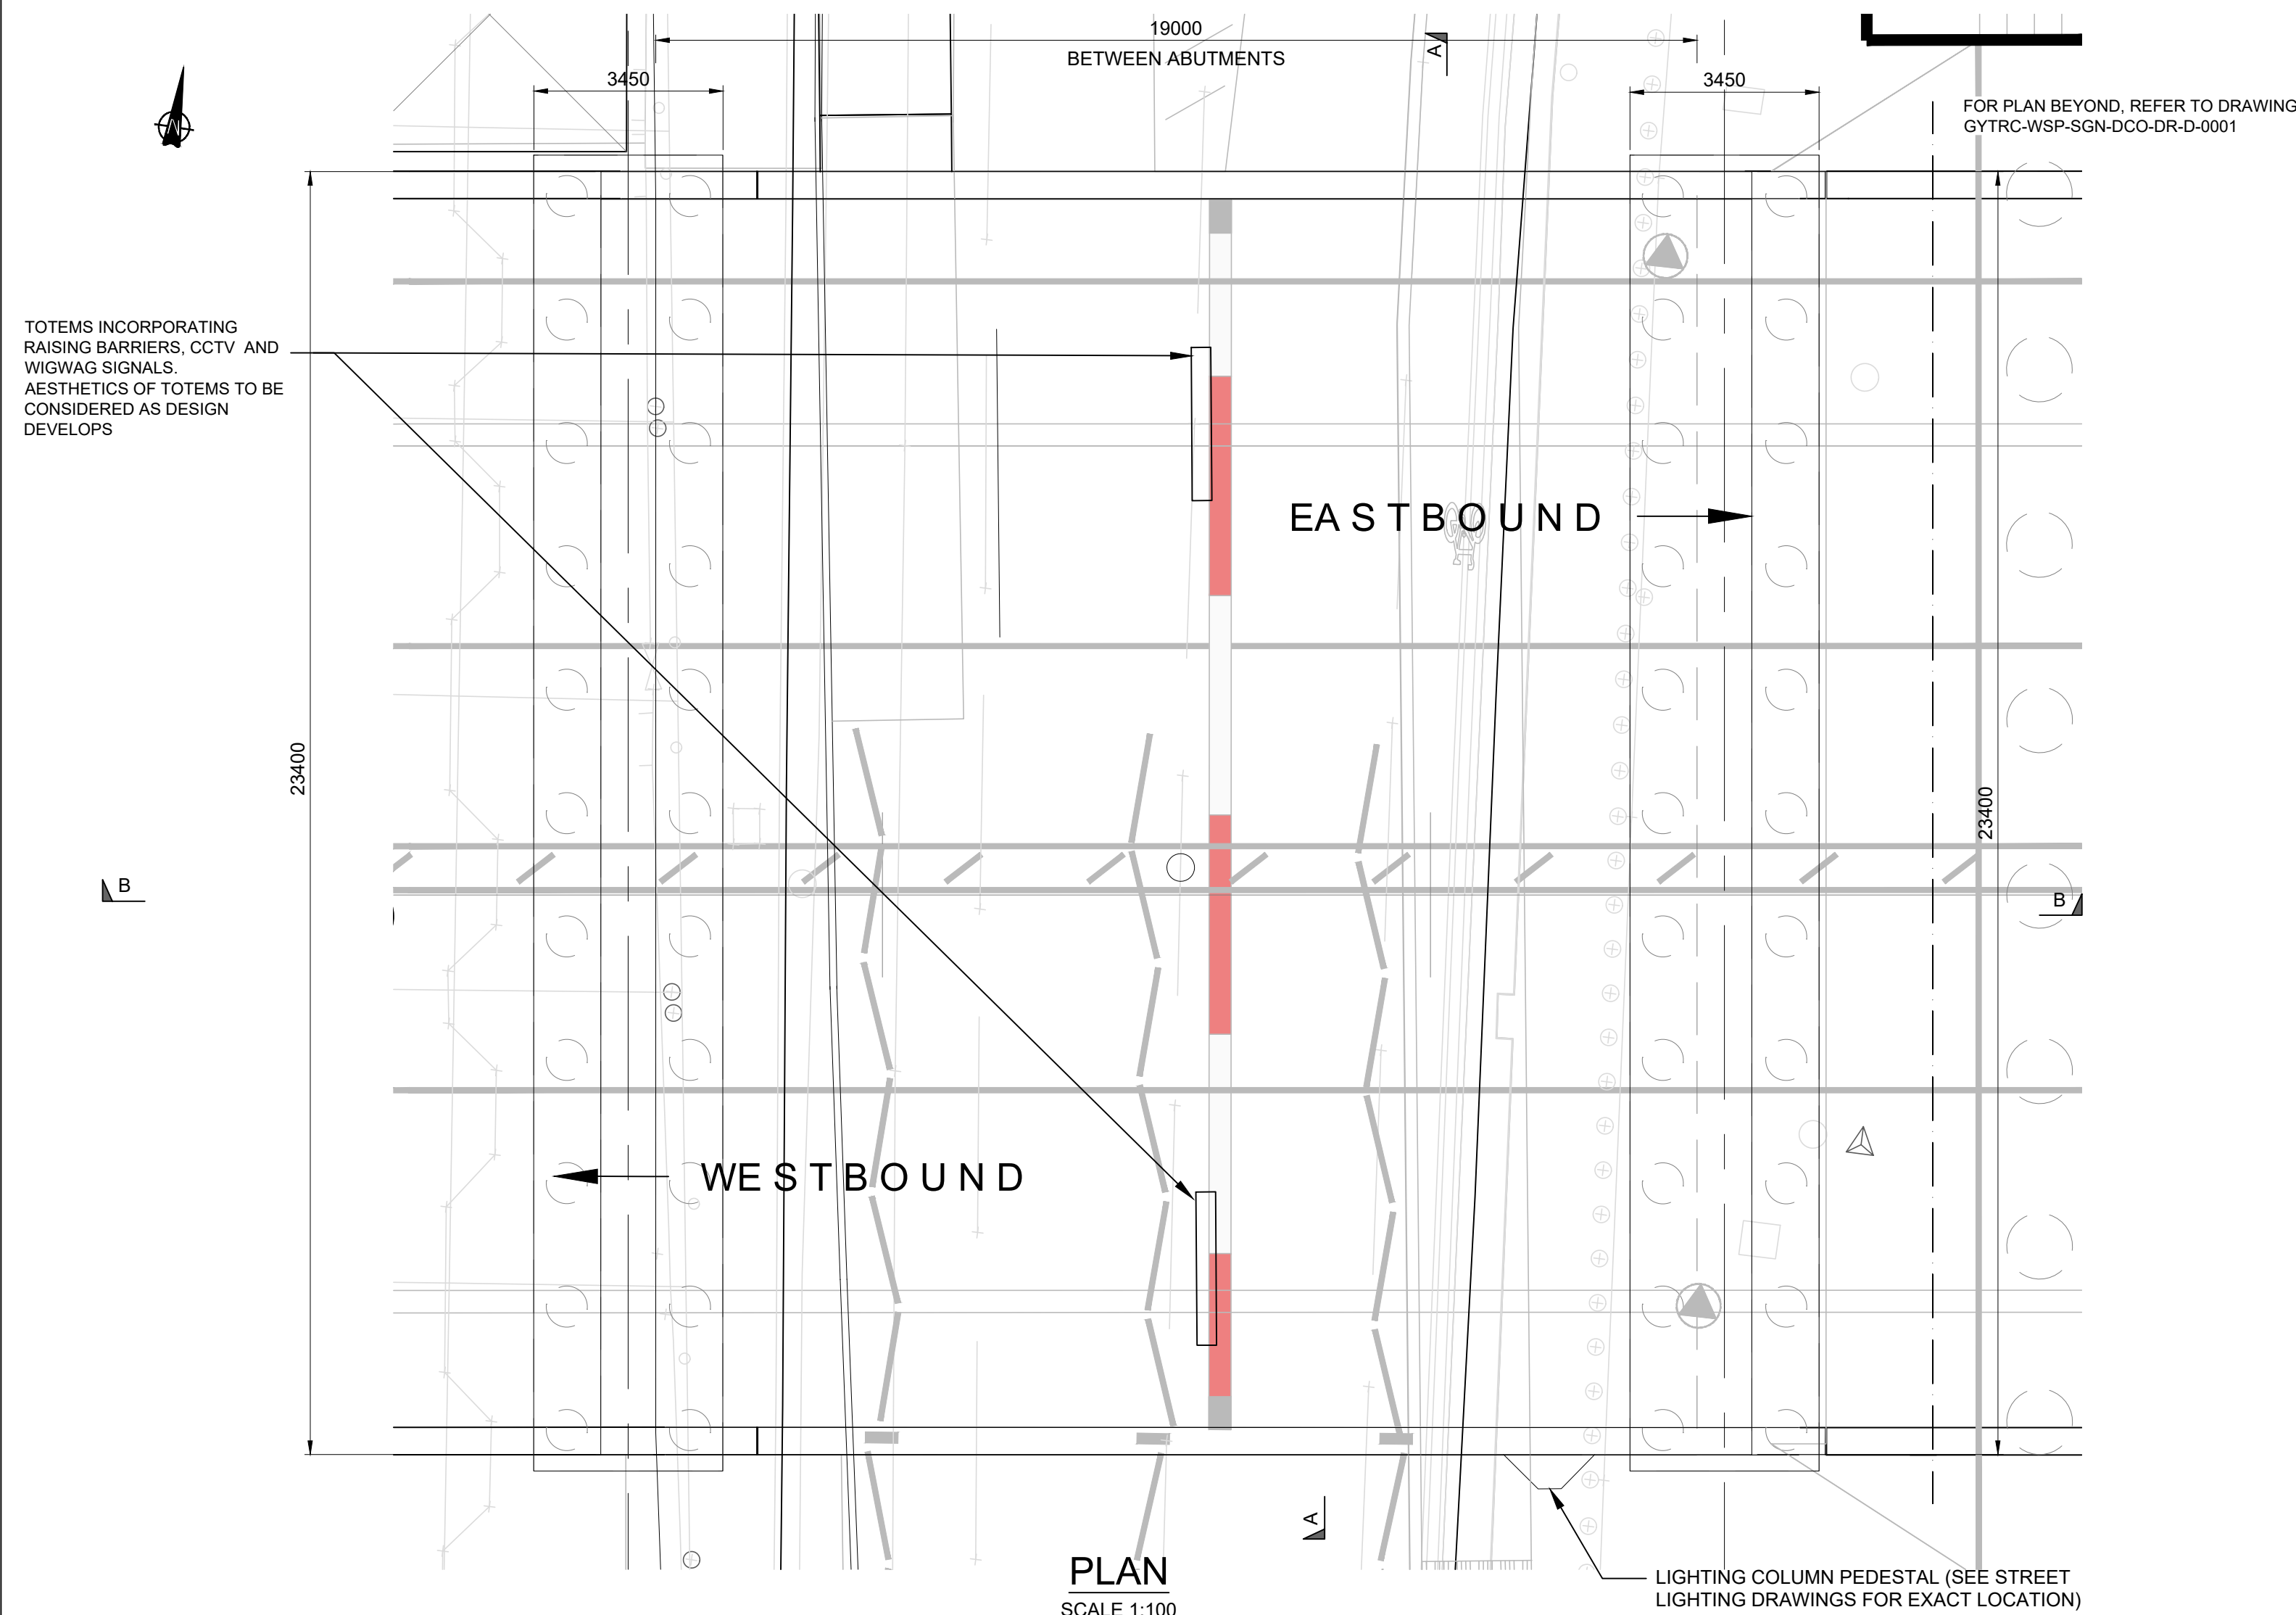 19000
BETWEEN ABUTMENTS
A
3450
3450
N
FOR PLAN BEYOND, REFER TO DRAWING
GYTRC-WSP-SGN-DCO-DR-D-0001
TOTEMS INCORPORATING
RAISING BARRIERS, CCTV AND
WIGWAG SIGNALS.
AESTHETICS OF TOTEMS TO BE
CONSIDERED AS DESIGN
DEVELOPS
EASTBOUND
23400
23400
B
B
WESTBOUND
A
PLAN
SCALE 1:100
LIGHTING COLUMN PEDESTAL (SEE STREET
LIGHTING DRAWINGS FOR EXACT LOCATION)